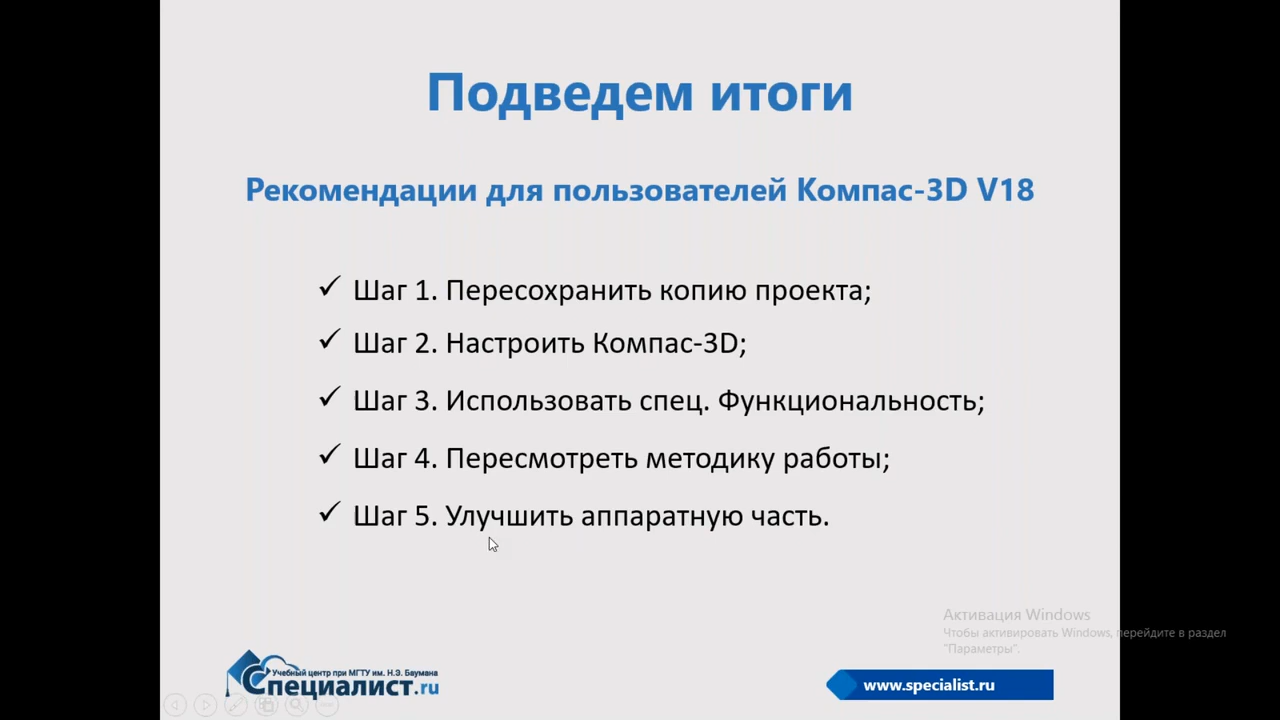 Подведем итоги
Рекомендации для пользователей Компас-3D V18
✓ Шаг 1. Пересохранить копию проекта;
✓ Шаг 2. Настроить Компас-3D;
✓ Шаг 3. Использовать спец. Функциональность;
✓ Шаг 4. Пересмотреть методику работы;
✓ Шаг 5. Улучшить аппаратную часть.
Активация Windows
Чтобы активировать Windows, перейдите в раздел
"Параметры".
Учебный центр при МГТУ им. Н.Э. Баумана
Специалист.ru
www.specialist.ru